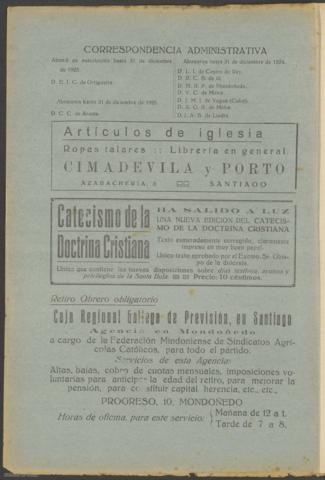 CORRESPONDENCIA ADMINISTRATIVA
Abonó su suscripción hasta 31 de diciembre
de 1923.
D. E. I. C. de Ortigueira.
Abonaron hasta 31 de diciembre de 1925.
D. C. C. de
Abonaron hasta 31 de diciembre de 1924.
D. L. I. de Castro de Rey.
D. R. C. B. de
D. M. R. P. de Mondoñedo.
D. V. C. de Meira.
D. J. M. I. de
D. S. G. R. de Meira.
D. J. A. B. de
Artículos de iglesia
Ropas talares :: Librería en general
CIMADEVILA y PORTO
AZABACHERIA, 8 SANTIAGO
Catecismo de la
Doctrina Cristiana
HA SALIDO A LUZ
UNA NUEVA EDICION DEL CATECIS-
MO DE LA DOCTRINA CRISTIANA
Texto esmeradamente corregido, claramente
impreso en muy buen papel.
Unico texto aprobado por el Excmo. Sr. Obis-
po de la diócesis.
Unico que contiene las nuevas disposiciones sobre días festivos, ayunos y
privilegios de la Santa Bula Precio: 10 céntimos.
Retiro Obrero obligatorio
Caja Regional Gallega de Previsión, en Santiago
Agencia en Mondoñedo
a cargo de la Federación Mindoniense de Sindicatos Agrí-
colas Católicos, para todo el partido.
Servicios de esta Agencia:
Altas, bajas, cobro de cuotas mensuales, imposiciones vo-
luntarias para anticipar la edad del retiro, para mejorar la
pensión, para constituir capital herencia, etc., etc.
PROGRESO, 10, MONDOÑEDO
Horas de oficina, para este servicio: Mañana de 12 a 1.
Tarde de 7 a 8.